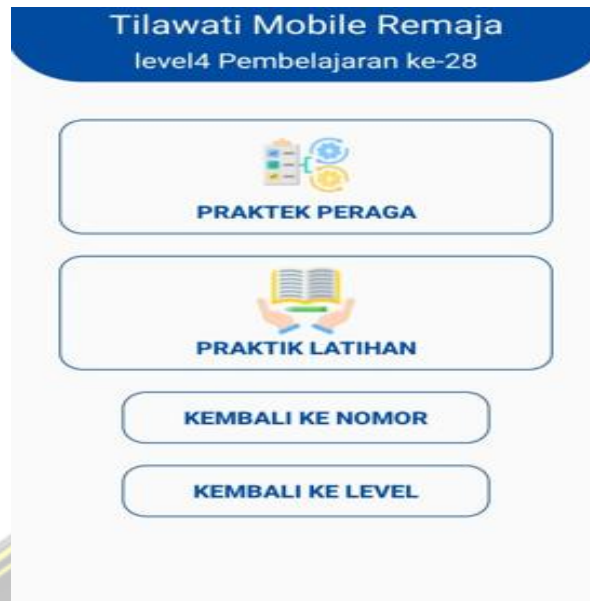 Tilawati Mobile Remaja
level4 Pembelajaran ke-28
PRAKTEK PERAGA
PRAKTIK LATIHAN
KEMBALI KE NOMOR
KEMBALI KE LEVEL